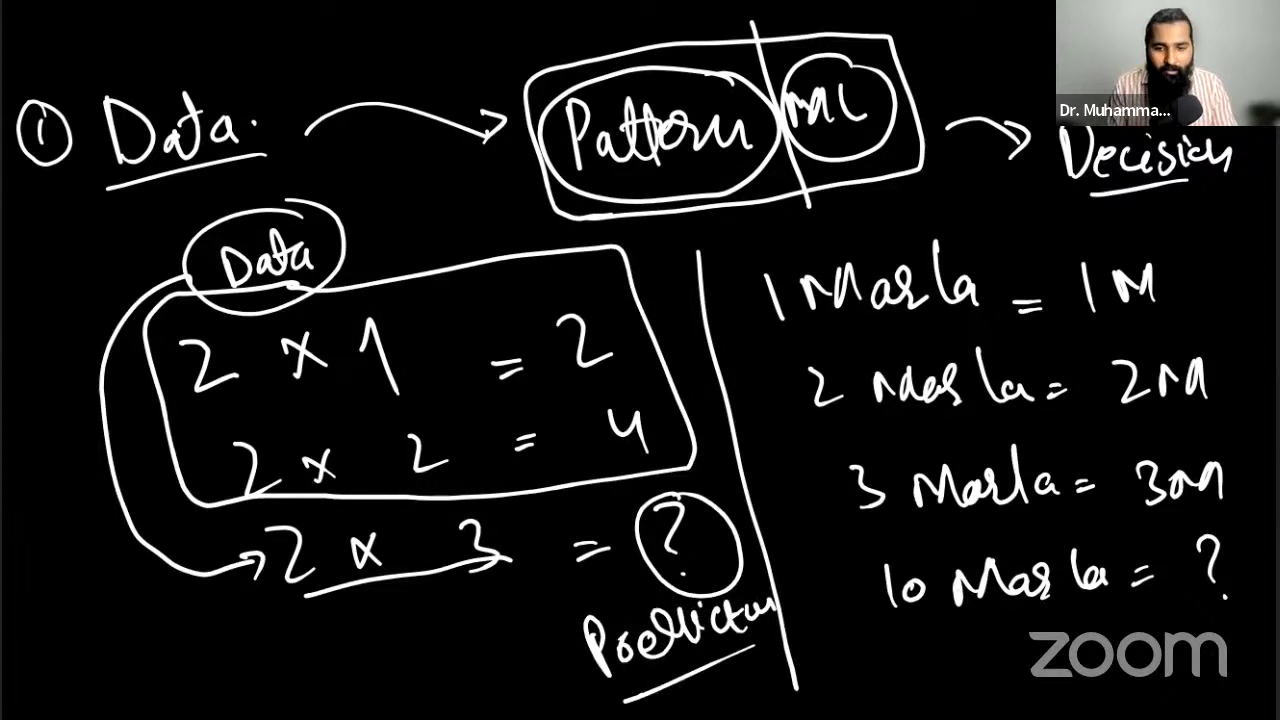 ① Data. Pattern ML Decision
Dr. Muhamma...
Data
2 x 1 = 2
2 x 2 = 4
2 x 3 = ?
Prediction
1 Marla = 1 M
2 Marla = 2M
3 Marla = 3M
10 Marla = ?
zoom